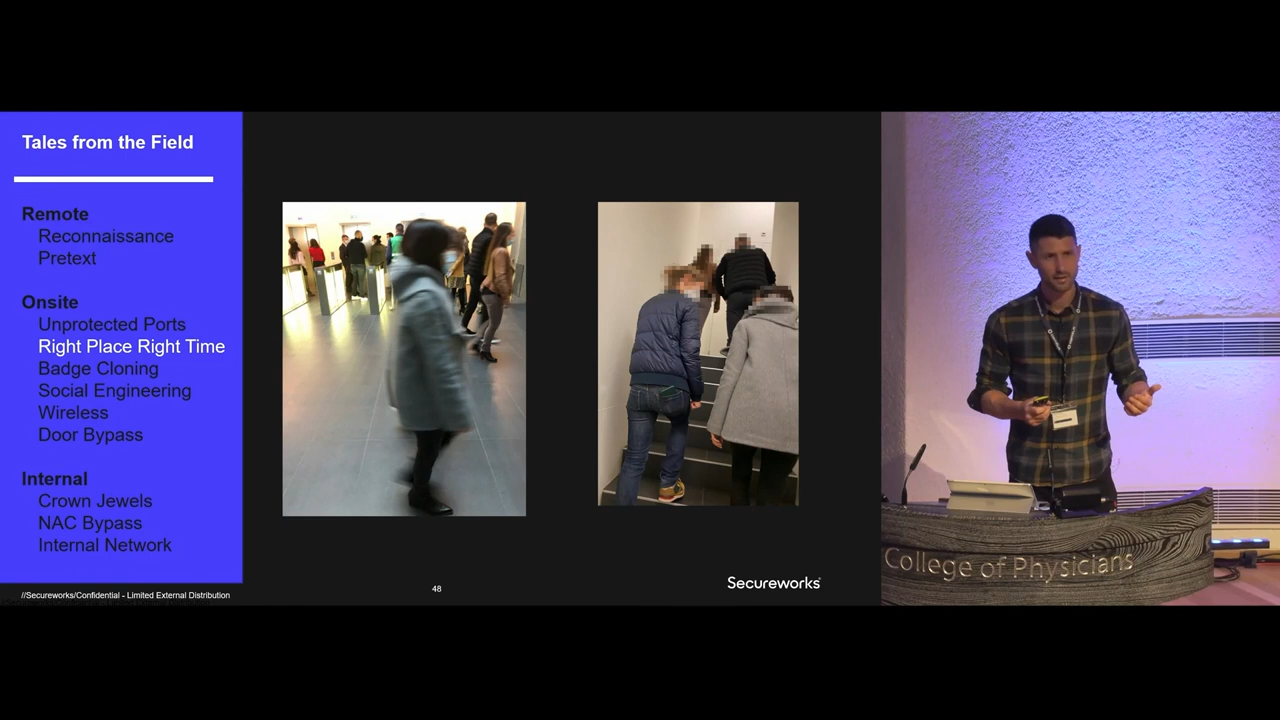 Tales from the Field
Remote
Reconnaissance
Pretext
Onsite
Unprotected Ports
Right Place Right Time
Badge Cloning
Social Engineering
Wireless
Door Bypass
Internal
Crown Jewels
NAC Bypass
Internal Network
//Secureworks/Confidential - Limited External Distribution
48
Secureworks
College of Physicians